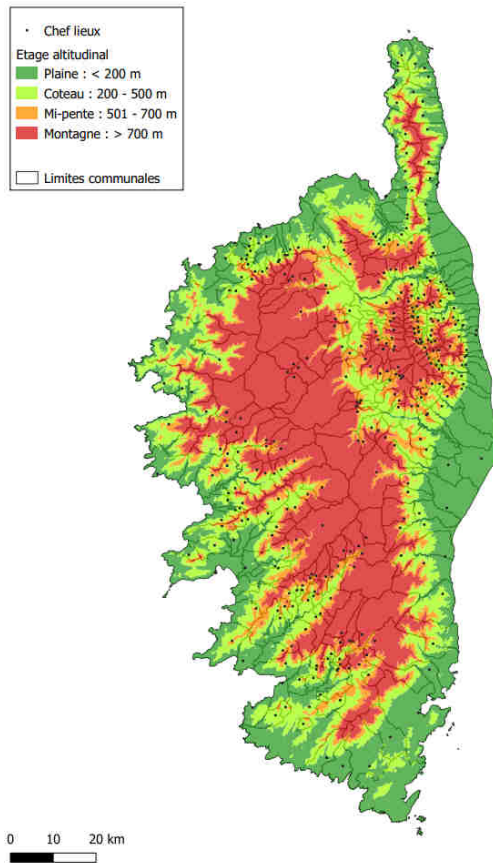 Chef lieux
Etage altitudinal
Plaine : < 200 m
Coteau : 200 - 500 m
Mi-pente : 501 - 700 m
Montagne : > 700 m
Limites communales
0 10 20 km